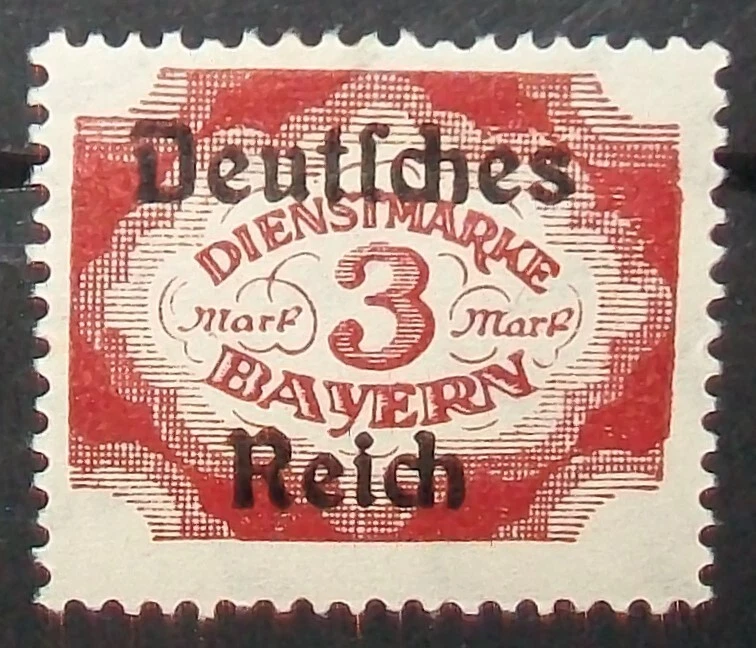 Deutſches
DIENSTMARKE
Mark 3 Mark
BAYERN
Reich